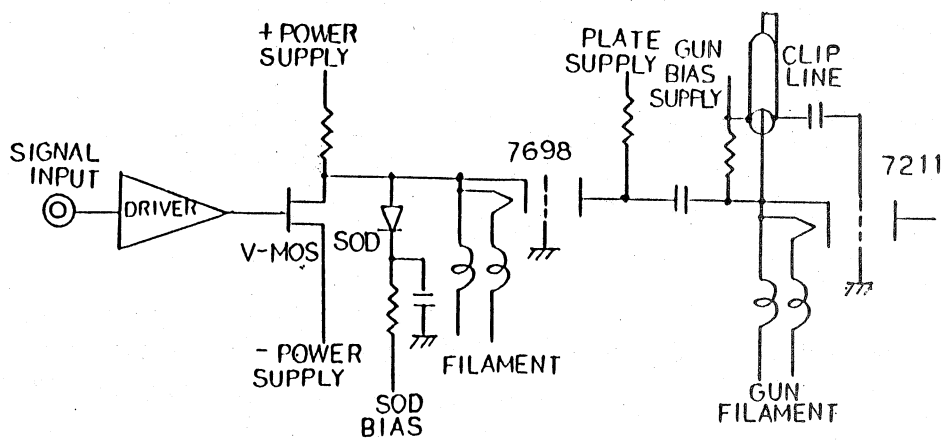 + POWER
SUPPLY
PLATE
SUPPLY
GUN
BIAS
SUPPLY
CLIP
LINE
SIGNAL
INPUT
DRIVER
V-MOS
SOD
7698
7211
- POWER
SUPPLY
SOD
BIAS
FILAMENT
GUN
FILAMENT